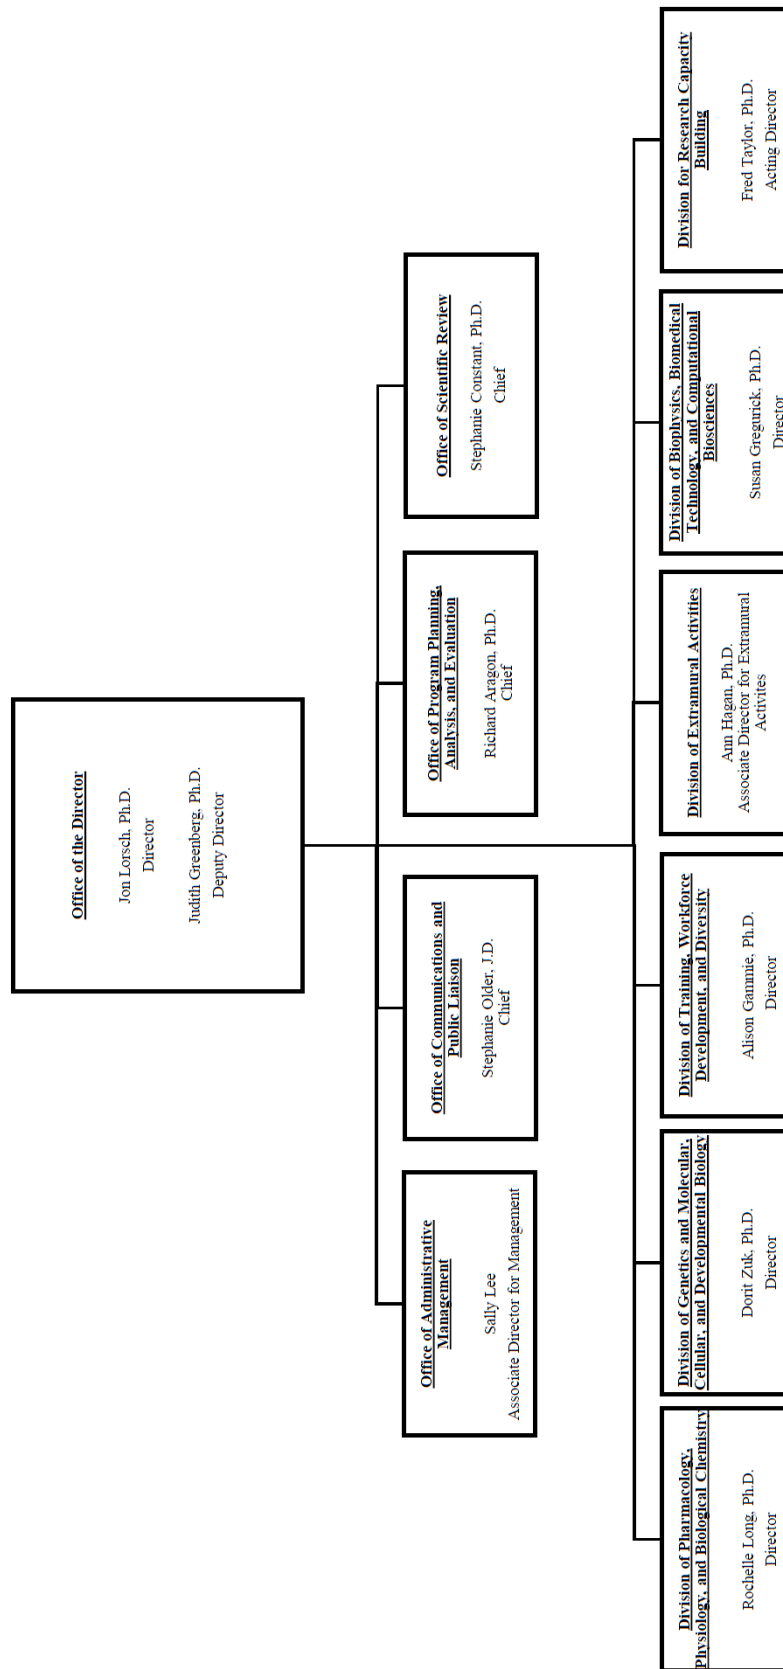 Office of the Director
Jon Lorsch, Ph.D.
Director
Judith Greenberg, Ph.D.
Deputy Director
Office of Administrative
Management
Sally Lee
Associate Director for Management
Office of Communications and
Public Liaison
Stephanie Older, J.D.
Chief
Office of Program Planning,
Analysis, and Evaluation
Richard Aragon, Ph.D.
Chief
Office of Scientific Review
Stephanie Constant, Ph.D.
Chief
Division of Pharmacology,
Physiology, and Biological Chemistry
Rochelle Long, Ph.D.
Director
Division of Genetics and Molecular,
Cellular, and Developmental Biology
Dorit Zuk, Ph.D.
Director
Division of Training, Workforce
Development, and Diversity
Alison Gammie, Ph.D.
Director
Division of Extramural Activities
Ann Hagan, Ph.D.
Associate Director for Extramural
Activites
Division of Biophysics, Biomedical
Technology, and Computational
Biosciences
Susan Gregurick, Ph.D.
Director
Division for Research Capacity
Building
Fred Taylor, Ph.D.
Acting Director